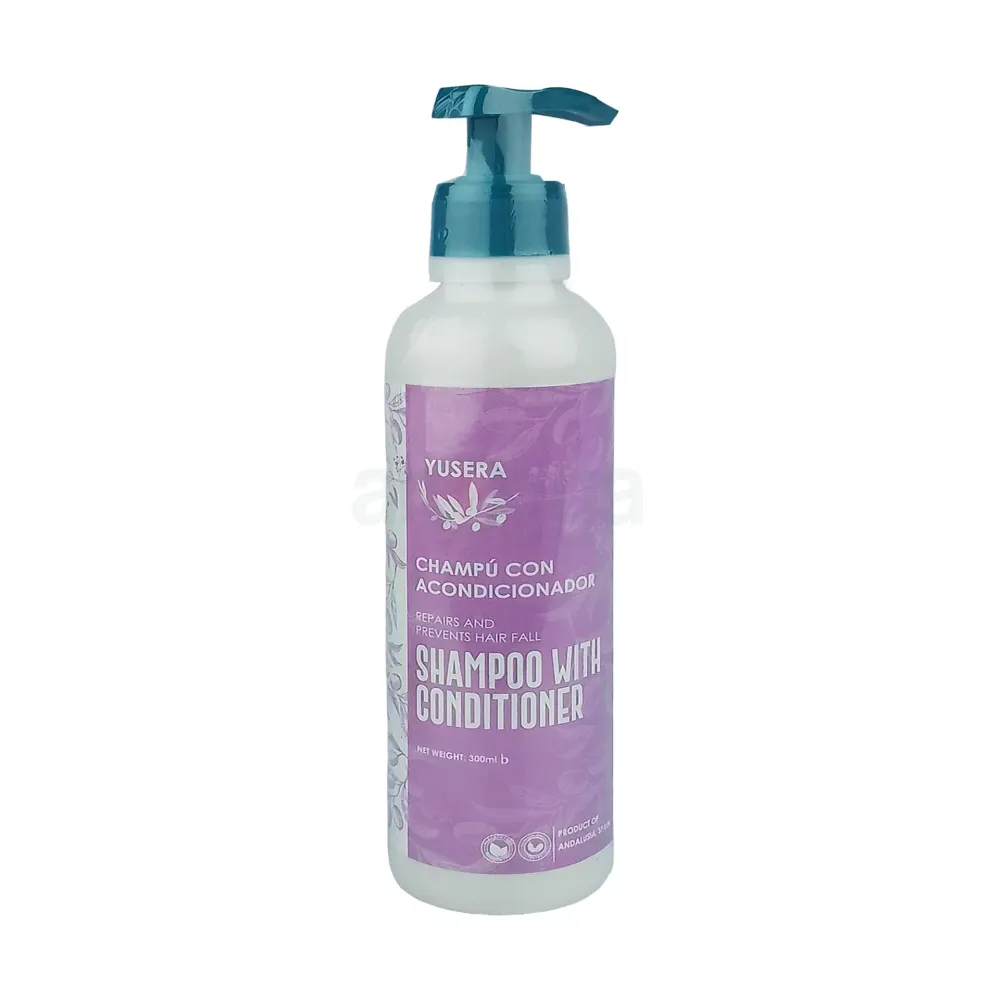 YUSERA
CHAMPÚ CON
ACONDICIONADOR
REPAIRS AND
PREVENTS HAIR FALL
SHAMPOO WITH
CONDITIONER
NET WEIGHT: 300ml b
PRODUCT OF
ANDALUSIA, SPAIN